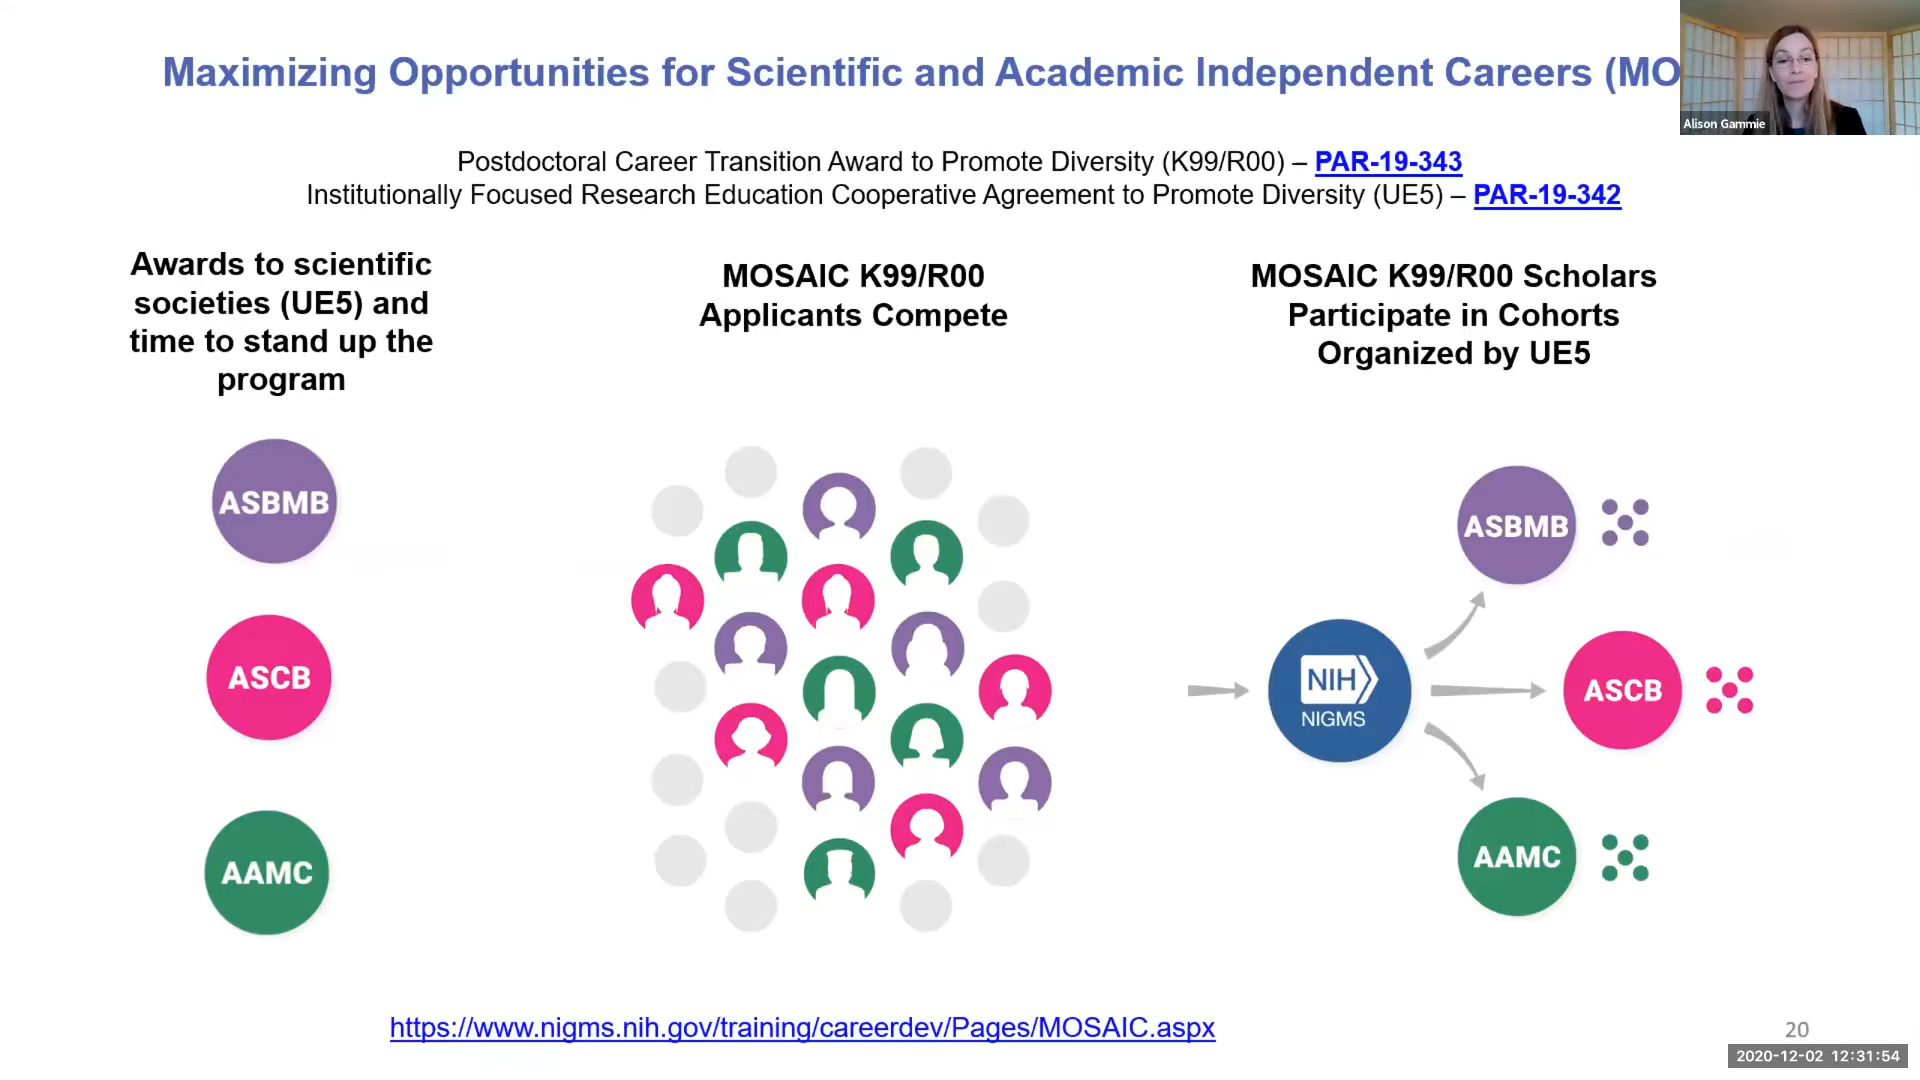 Maximizing Opportunities for Scientific and Academic Independent Careers (MO
Alison Gammie
Postdoctoral Career Transition Award to Promote Diversity (K99/R00) – PAR-19-343
Institutionally Focused Research Education Cooperative Agreement to Promote Diversity (UE5) – PAR-19-342
Awards to scientific
societies (UE5) and
time to stand up the
program
MOSAIC K99/R00
Applicants Compete
MOSAIC K99/R00 Scholars
Participate in Cohorts
Organized by UE5
ASBMB
ASCB
AAMC
NIH
NIGMS
ASBMB
ASCB
AAMC
https://www.nigms.nih.gov/training/careerdev/Pages/MOSAIC.aspx
20
2020-12-02 12:31:54